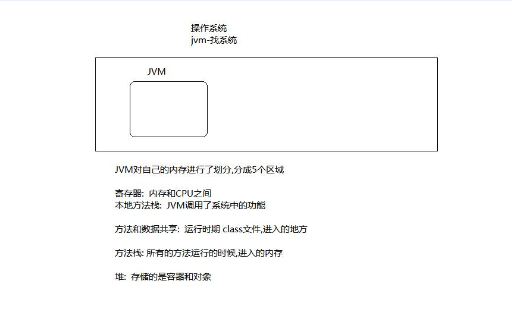 操作系统
jvm-找系统
JVM
JVM对自己的内存进行了划分,分成5个区域
寄存器: 内存和CPU之间
本地方法栈: JVM调用了系统中的功能
方法和数据共享: 运行时期 class文件,进入的地方
方法栈: 所有的方法运行的时候,进入的内存
堆: 存储的是容器和对象